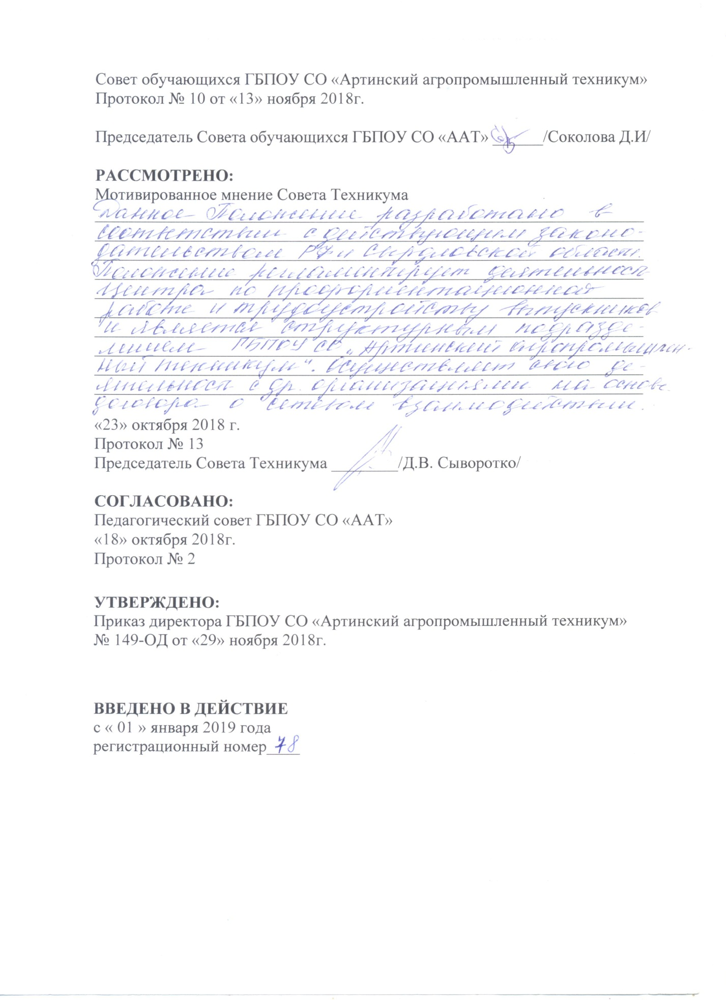 Совет обучающихся ГБПОУ СО «Артинский агропромышленный техникум»
Протокол № 10 от «13» ноября 2018г.
Председатель Совета обучающихся ГБПОУ СО «ААТ» ______/Соколова Д.И/
РАССМОТРЕНО:
Мотивированное мнение Совета Техникума
Данное Положение разработано в
соответствии с действующим законо-
дательством РФ и Свердловской области.
Положение регламентирует деятельность
Центра по профориентационной
работе и трудоустройству выпускников
и является структурным подразде-
лением ГБПОУ СО „Артинский агропромышлен-
ный техникум". Осуществляет свою де-
ятельность с др. организациями на основе
договора о сетевом взаимодействии.
«23» октября 2018 г.
Протокол № 13
Председатель Совета Техникума ________/Д.В. Сыворотко/
СОГЛАСОВАНО:
Педагогический совет ГБПОУ СО «ААТ»
«18» октября 2018г.
Протокол № 2
УТВЕРЖДЕНО:
Приказ директора ГБПОУ СО «Артинский агропромышленный техникум»
№ 149-ОД от «29» ноября 2018г.
ВВЕДЕНО В ДЕЙСТВИЕ
с « 01 » января 2019 года
регистрационный номер 78